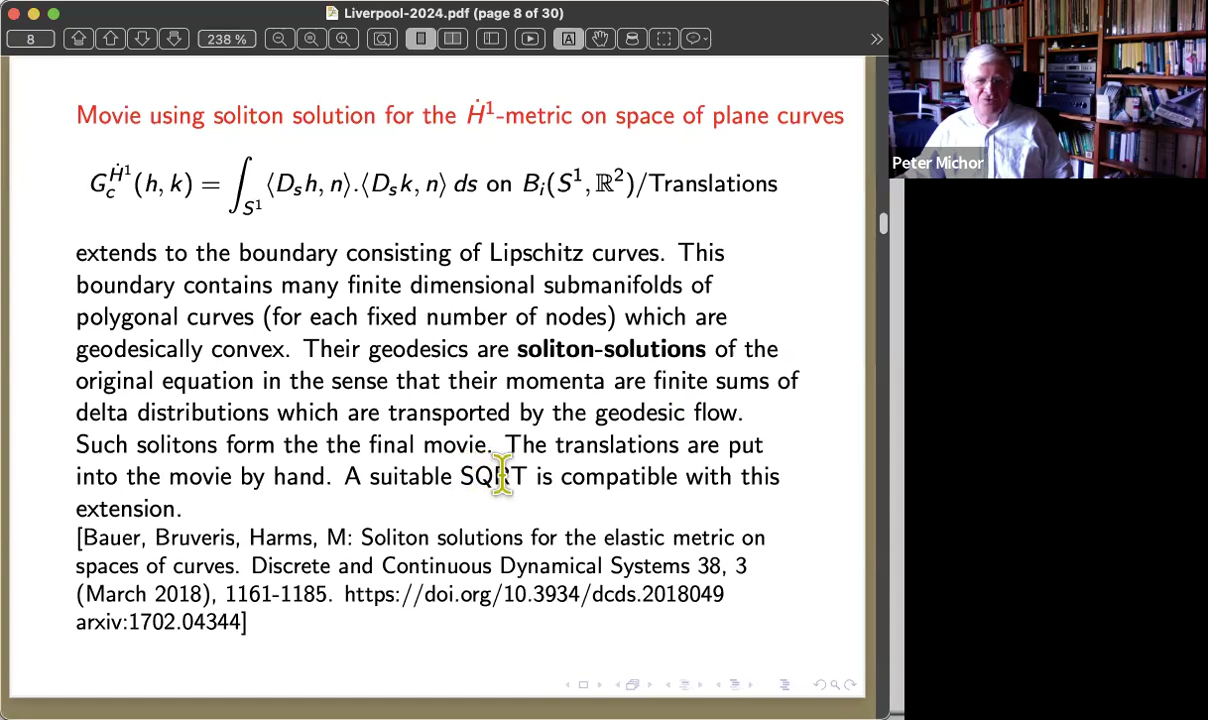 Liverpool-2024.pdf (page 8 of 30)
8
238 %
A
»
Movie using soliton solution for the Ḣ¹-metric on space of plane curves
G_c^{Ḣ¹}(h, k) = ∫_{S¹} ⟨D_s h, n⟩.⟨D_s k, n⟩ ds on B_i(S¹, ℝ²)/Translations
extends to the boundary consisting of Lipschitz curves. This
boundary contains many finite dimensional submanifolds of
polygonal curves (for each fixed number of nodes) which are
geodesically convex. Their geodesics are soliton-solutions of the
original equation in the sense that their momenta are finite sums of
delta distributions which are transported by the geodesic flow.
Such solitons form the the final movie. The translations are put
into the movie by hand. A suitable SQRT is compatible with this
extension.
[Bauer, Bruveris, Harms, M: Soliton solutions for the elastic metric on
spaces of curves. Discrete and Continuous Dynamical Systems 38, 3
(March 2018), 1161-1185. https://doi.org/10.3934/dcds.2018049
arxiv:1702.04344]
Peter Michor